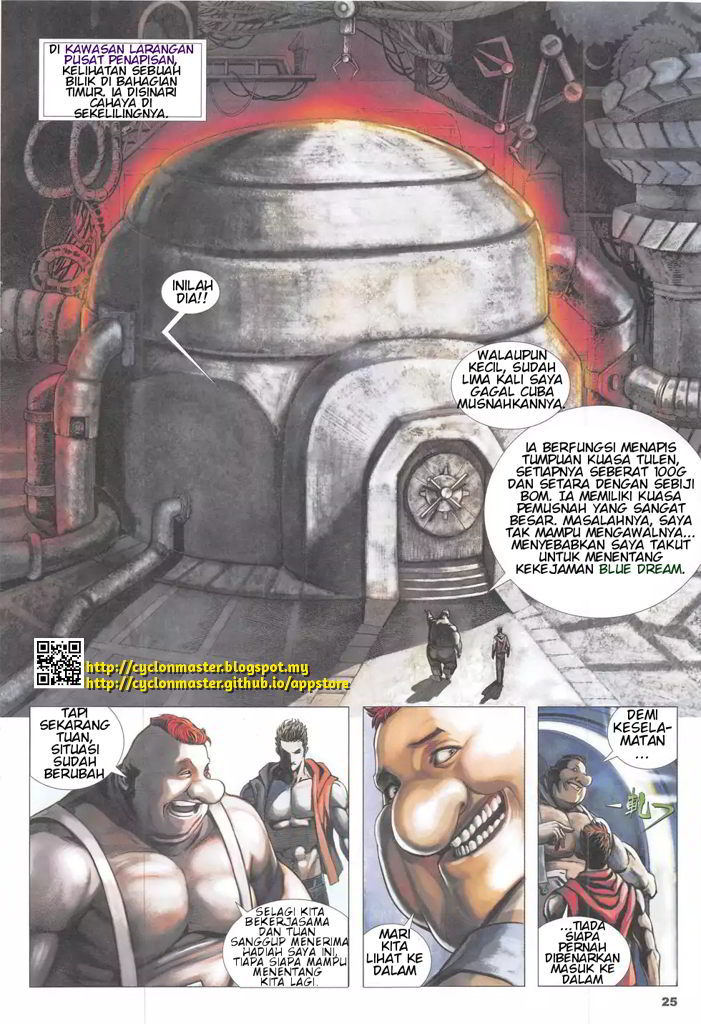 DI KAWASAN LARANGAN
PUSAT PENAPISAN,
KELIHATAN SEBUAH
BILIK DI BAHAGIAN
TIMUR. IA DISINARI
CAHAYA DI
SEKELILINGNYA.
INILAH
DIA!!
WALAUPUN
KECIL, SUDAH
LIMA KALI SAYA
GAGAL CUBA
MUSNAHKANNYA.
IA BERFUNGSI MENAPIS
TUMPUAN KUASA TULEN,
SETIAPNYA SEBERAT 100G
DAN SETARA DENGAN SEBIJI
BOM. IA MEMILIKI KUASA
PEMUSNAH YANG SANGAT
BESAR. MASALAHNYA, SAYA
TAK MAMPU MENGAWALNYA...
MENYEBABKAN SAYA TAKUT
UNTUK MENENTANG
KEKEJAMAN BLUE DREAM.
http://cyclonmaster.blogspot.my
http://cyclonmaster.github.io/appstore
TAPI
SEKARANG
TUAN,
SITUASI
SUDAH
BERUBAH
SELAGI KITA
BEKERJASAMA
DAN TUAN
SANGGUP MENERIMA
HADIAH SAYA INI,
TIAPA SIAPA MAMPU
MENENTANG
KITA LAGI.
MARI
KITA
LIHAT KE
DALAM
DEMI
KESELA-
MATAN
...
...TIADA
SIAPA
PERNAH
DIBENARKAN
MASUK KE
DALAM
25